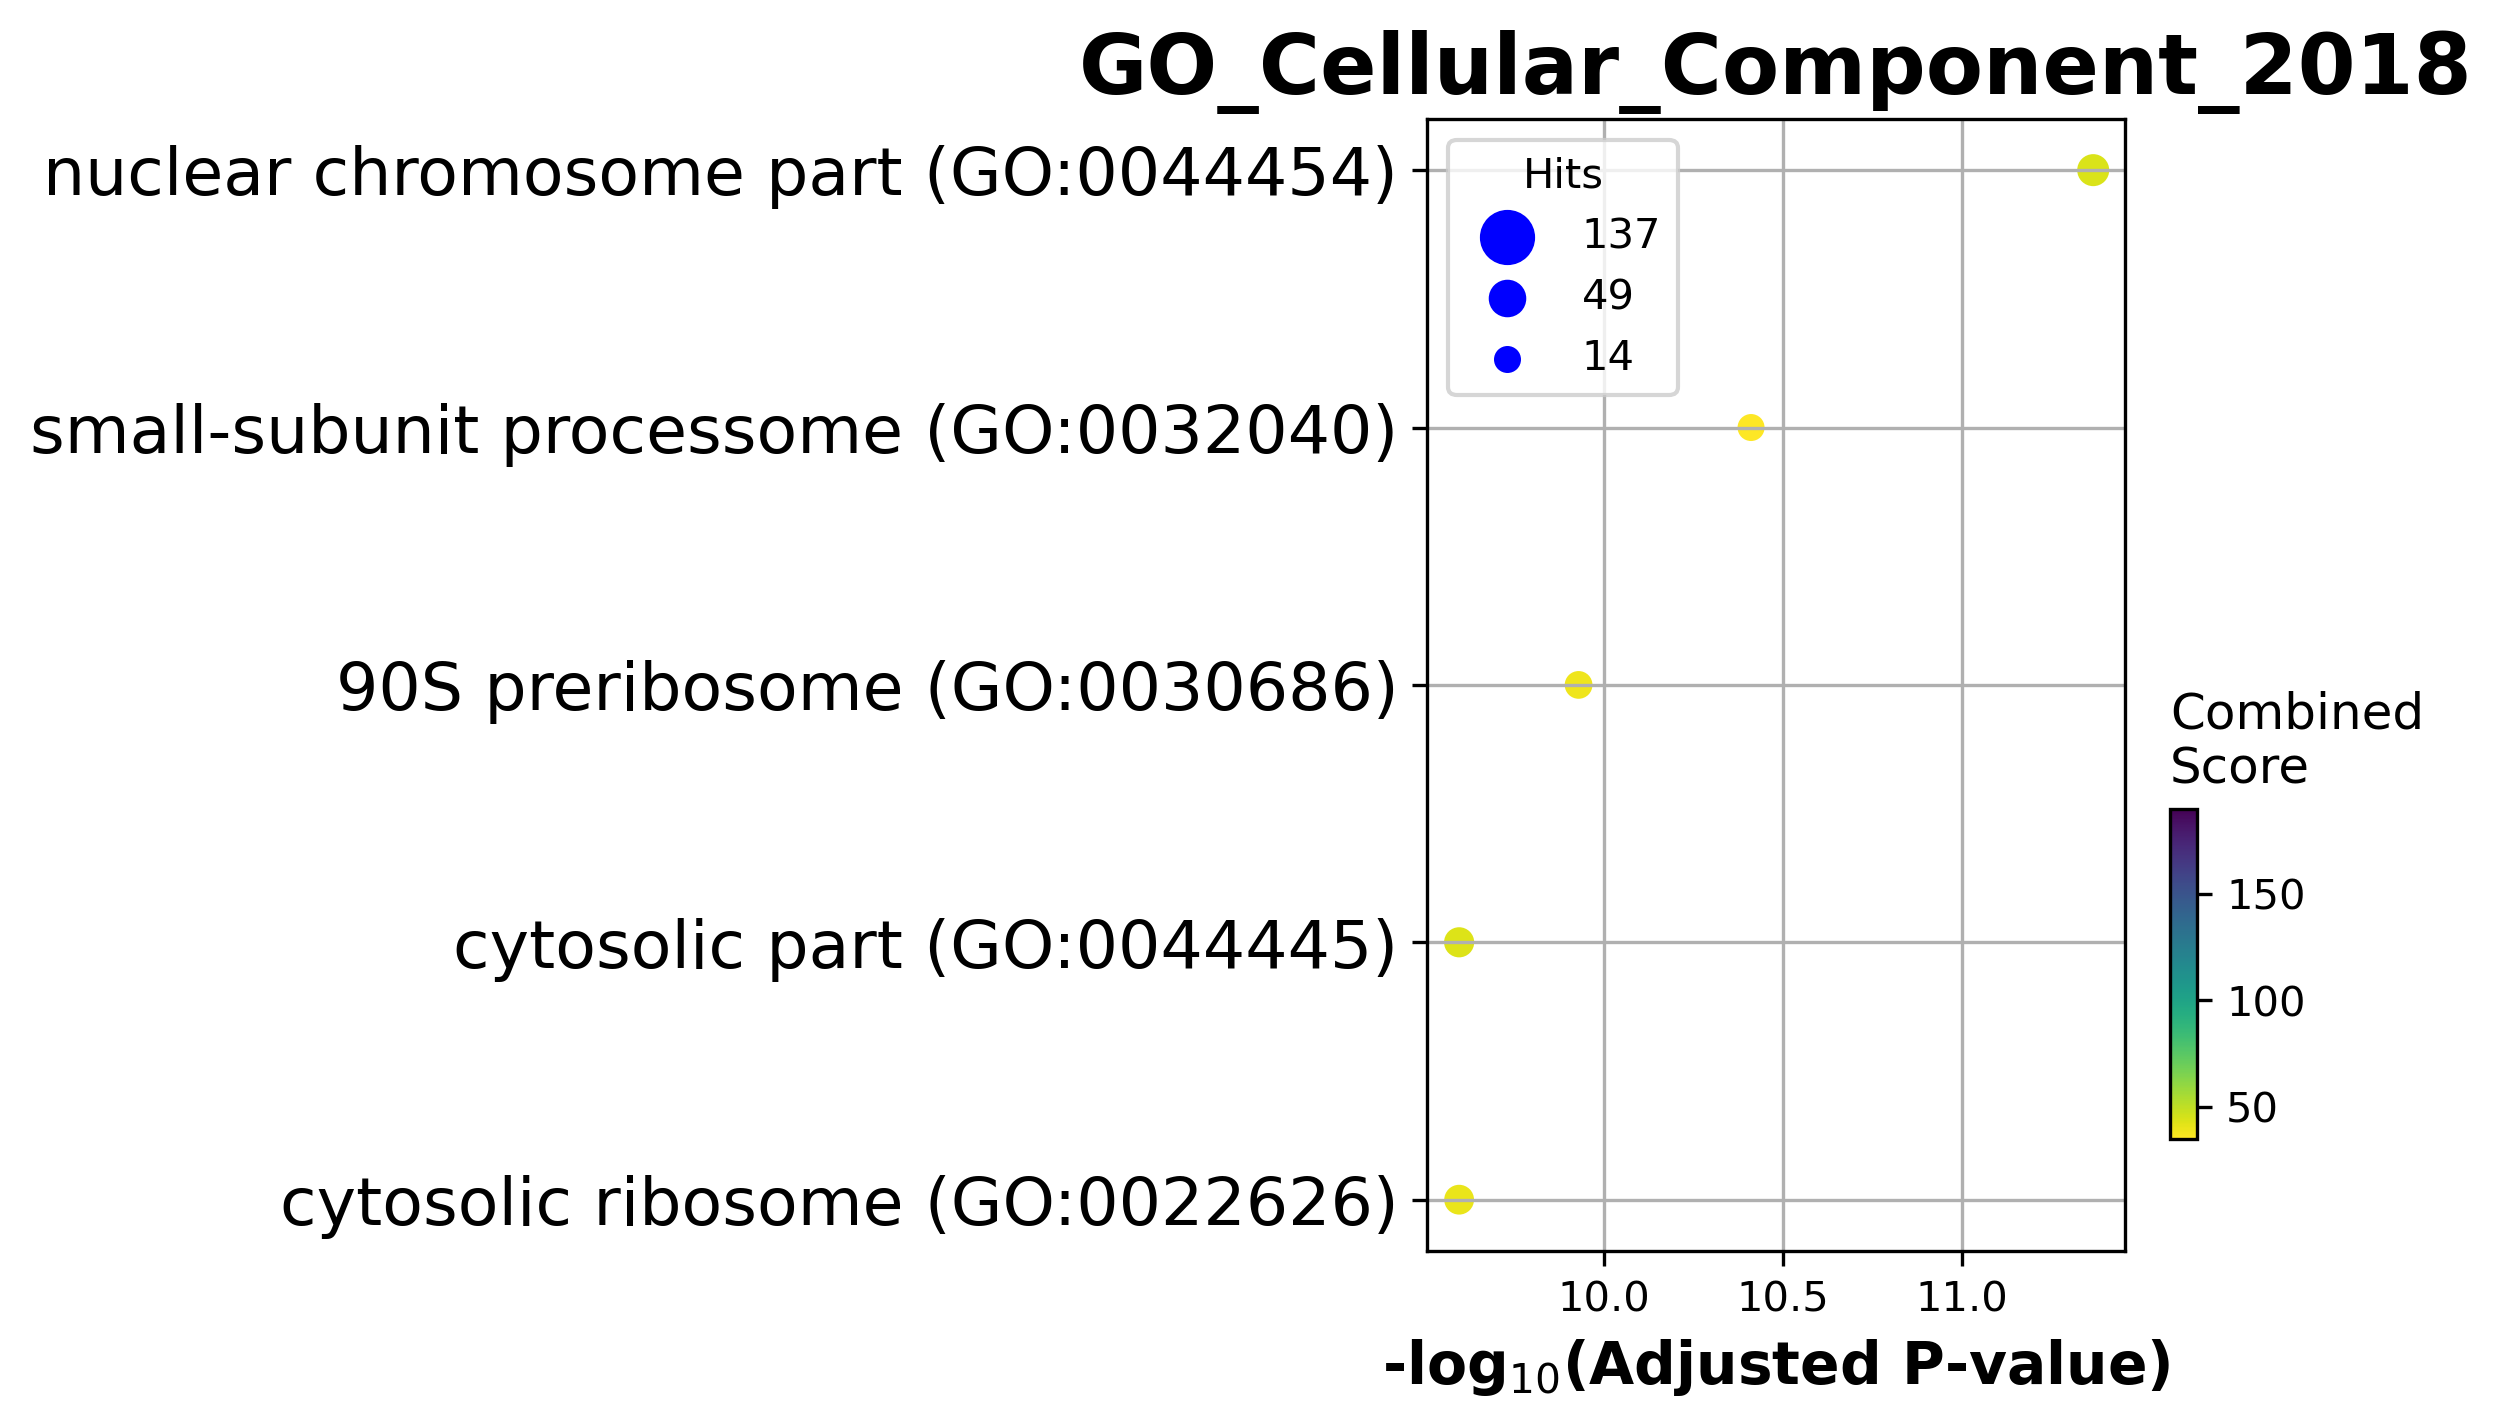 GO_Cellular_Component_2018
nuclear chromosome part (GO:0044454)
small-subunit processome (GO:0032040)
90S preribosome (GO:0030686)
cytosolic part (GO:0044445)
cytosolic ribosome (GO:0022626)
Hits
137
49
14
Combined
Score
150
100
50
10.0 10.5 11.0
-log₁₀(Adjusted P-value)